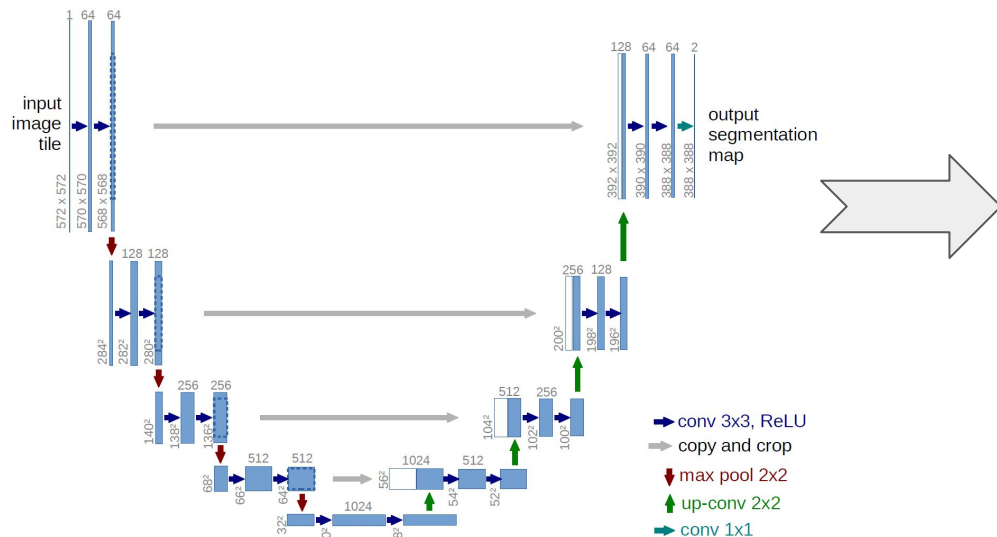 1 64 64
128 64 64 2
input
image
tile
output
segmentation
map
572 x 572
570 x 570
568 x 568
392 x 392
390 x 390
388 x 388
388 x 388
128 128
256 128
284²
282²
280²
200²
198²
196²
256 256
512 256
140²
138²
136²
104²
102²
100²
512 512
1024 512
68²
66²
64²
56²
54²
52²
1024
32²
conv 3x3, ReLU
copy and crop
max pool 2x2
up-conv 2x2
conv 1x1